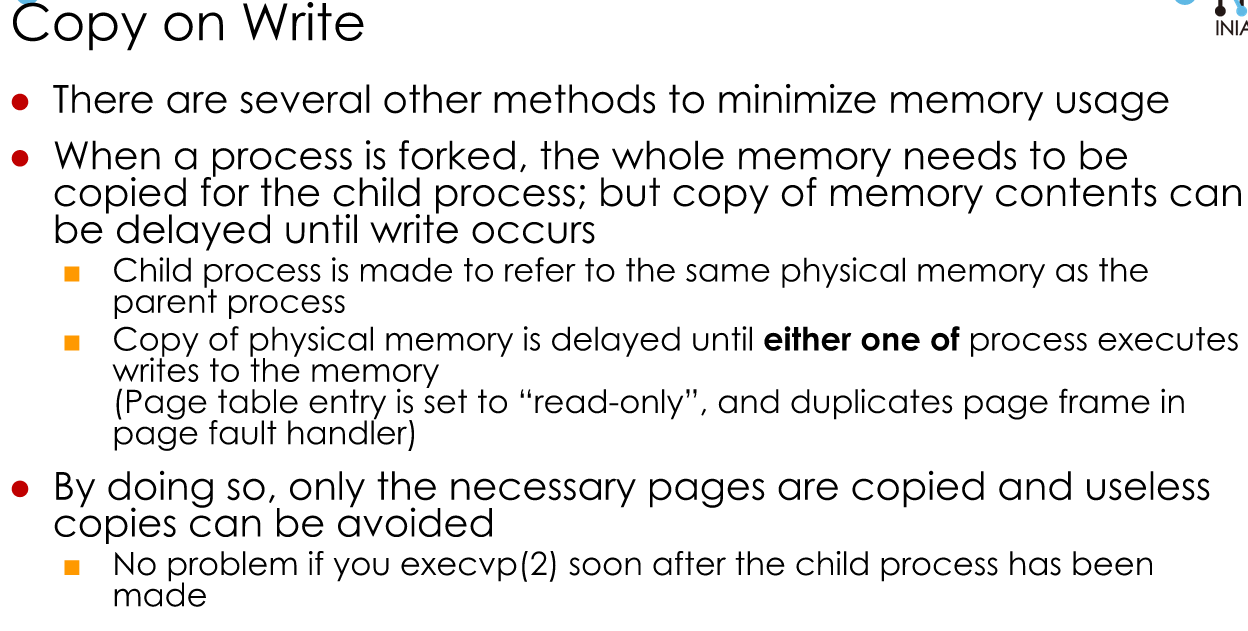 Copy on Write
INIA
There are several other methods to minimize memory usage
When a process is forked, the whole memory needs to be
copied for the child process; but copy of memory contents can
be delayed until write occurs
Child process is made to refer to the same physical memory as the
parent process
Copy of physical memory is delayed until either one of process executes
writes to the memory
(Page table entry is set to “read-only”, and duplicates page frame in
page fault handler)
By doing so, only the necessary pages are copied and useless
copies can be avoided
No problem if you execvp(2) soon after the child process has been
made